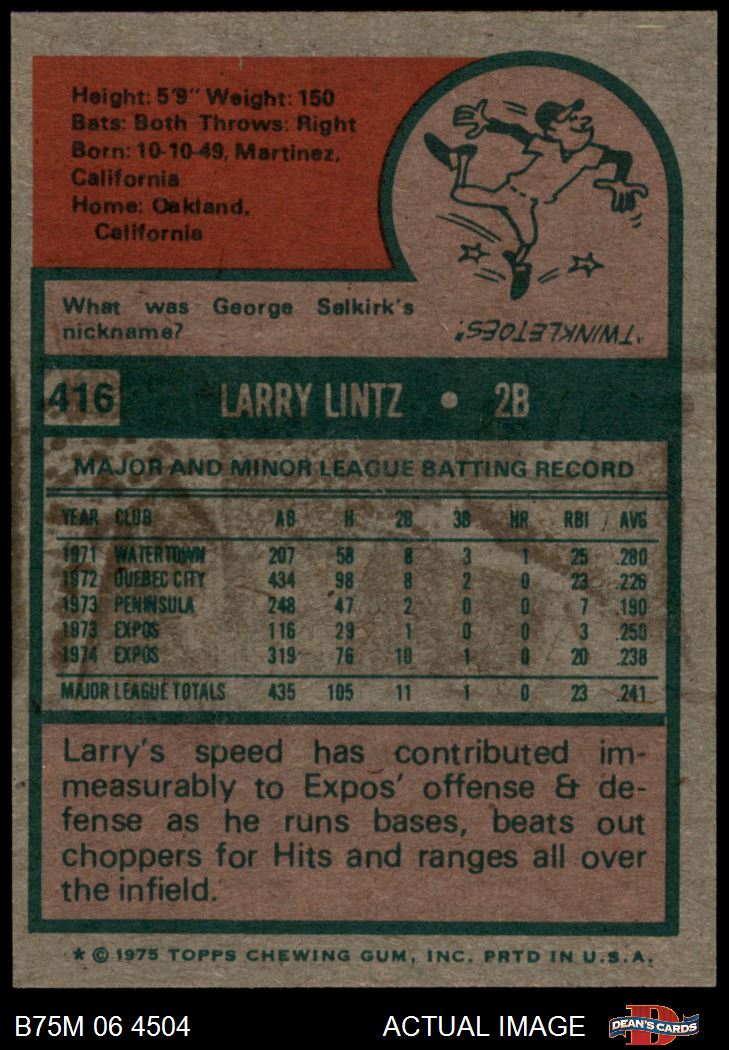 Height: 5'9" Weight: 150
Bats: Both Throws: Right
Born: 10-10-49, Martinez,
California
Home: Oakland,
California
What was George Selkirk's
nickname?
"TWINKLETOES."
416 LARRY LINTZ • 2B
MAJOR AND MINOR LEAGUE BATTING RECORD
YEAR CLUB AB H 2B 3B HR RBI AVG
1971 WATERTOWN 207 58 8 3 1 25 .280
1972 QUEBEC CITY 434 98 8 2 0 23 .226
1973 PENINSULA 248 47 2 0 0 7 .190
1973 EXPOS 116 29 1 0 0 3 .250
1974 EXPOS 319 76 10 1 0 20 .238
MAJOR LEAGUE TOTALS 435 105 11 1 0 23 .241
Larry's speed has contributed im-
measurably to Expos' offense & de-
fense as he runs bases, beats out
choppers for Hits and ranges all over
the infield.
* © 1975 TOPPS CHEWING GUM, INC. PRTD IN U.S.A.
B75M 06 4504 ACTUAL IMAGE D DEAN'S CARDS